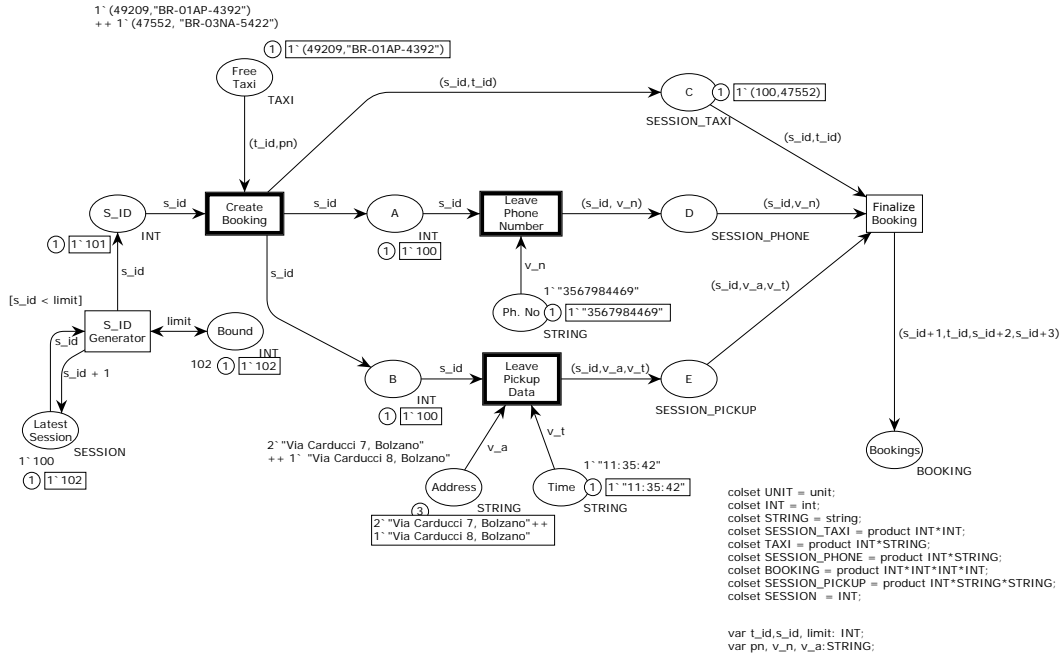 1`(49209,"BR-01AP-4392")
++ 1`(47552, "BR-03NA-5422")
1
1`(49209,"BR-01AP-4392")
Free
Taxi
TAXI
(s_id,t_id)
C
1
1`(100,47552)
SESSION_TAXI
(t_id,pn)
(s_id,t_id)
S_ID
INT
1
1`101
s_id
Create
Booking
s_id
A
INT
1
1`100
s_id
Leave
Phone
Number
(s_id, v_n)
D
SESSION_PHONE
(s_id,v_n)
Finalize
Booking
s_id
s_id
v_n
(s_id,v_a,v_t)
[s_id < limit]
S_ID
Generator
limit
Bound
INT
102
1
1`102
1`"3567984469"
Ph. No
1
1`"3567984469"
STRING
(s_id+1,t_id,s_id+2,s_id+3)
s_id
s_id + 1
B
INT
1
1`100
s_id
Leave
Pickup
Data
(s_id,v_a,v_t)
E
SESSION_PICKUP
Latest
Session
SESSION
1`100
1
1`102
v_a
v_t
2`"Via Carducci 7, Bolzano"
++ 1` "Via Carducci 8, Bolzano"
Address
STRING
3
2`"Via Carducci 7, Bolzano"++
1`"Via Carducci 8, Bolzano"
1`"11:35:42"
Time
1
1`"11:35:42"
STRING
Bookings
BOOKING
colset UNIT = unit;
colset INT = int;
colset STRING = string;
colset SESSION_TAXI = product INT*INT;
colset TAXI = product INT*STRING;
colset SESSION_PHONE = product INT*STRING;
colset BOOKING = product INT*INT*INT*INT;
colset SESSION_PICKUP = product INT*STRING*STRING;
colset SESSION = INT;
var t_id,s_id, limit: INT;
var pn, v_n, v_a:STRING;